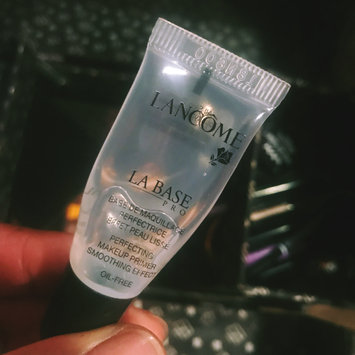 LANCÔME
LA BASE
PRO
BASE DE MAQUILLAGE
PERFECTRICE
EFFET PEAU LISSE
PERFECTING
MAKEUP PRIMER
SMOOTHING EFFECT
OIL-FREE